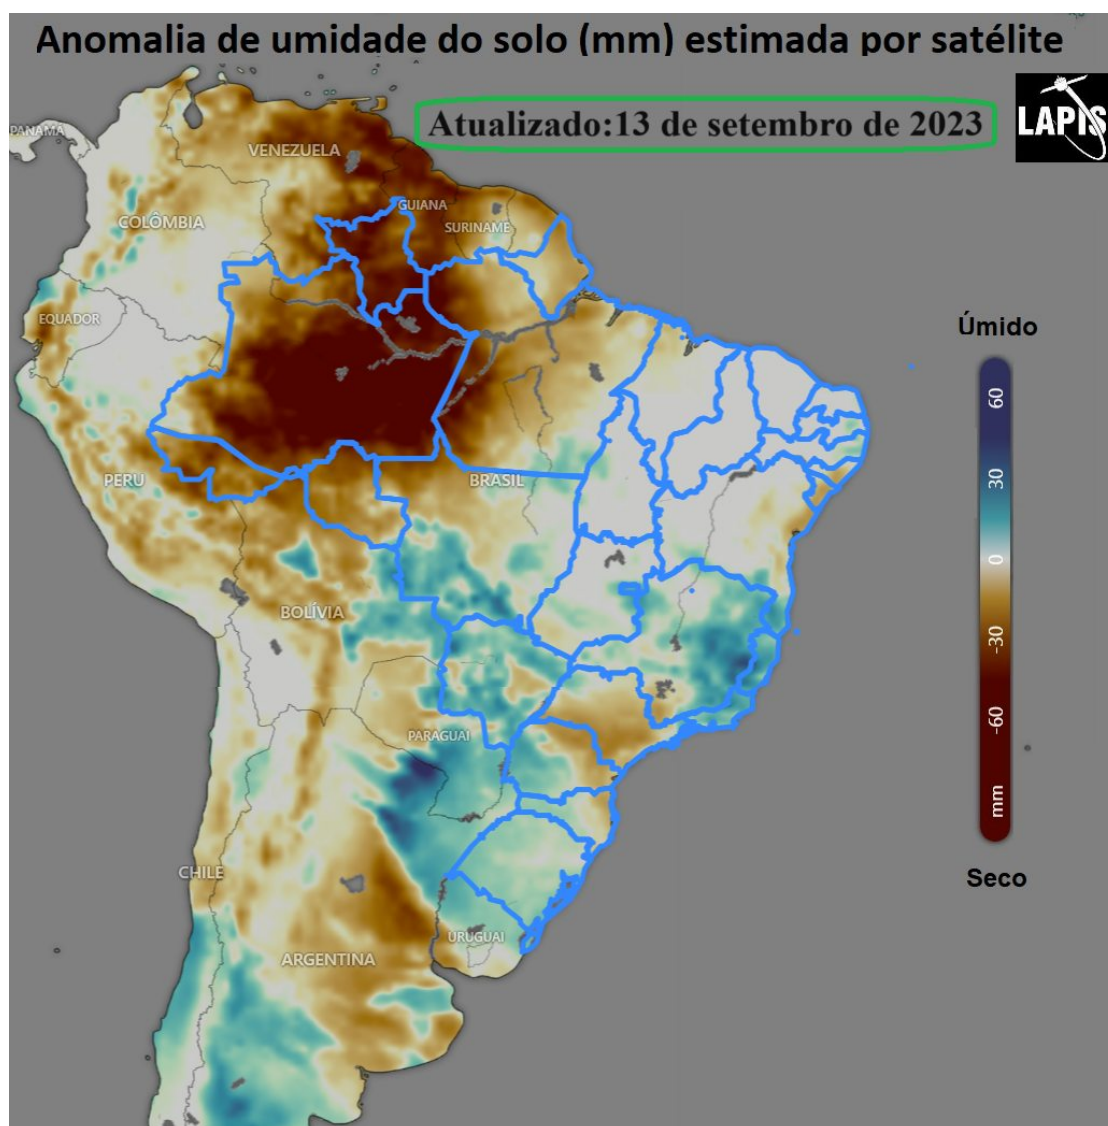 Anomalia de umidade do solo (mm) estimada por satélite
Atualizado:13 de setembro de 2023
LAPIS
PANAMA
VENEZUELA
GUIANA
SURINAME
COLÔMBIA
EQUADOR
Úmido
60
30
0
-30
-60
mm
Seco
PERU
BRASIL
BOLÍVIA
PARAGUAI
CHILE
URUGUAI
ARGENTINA